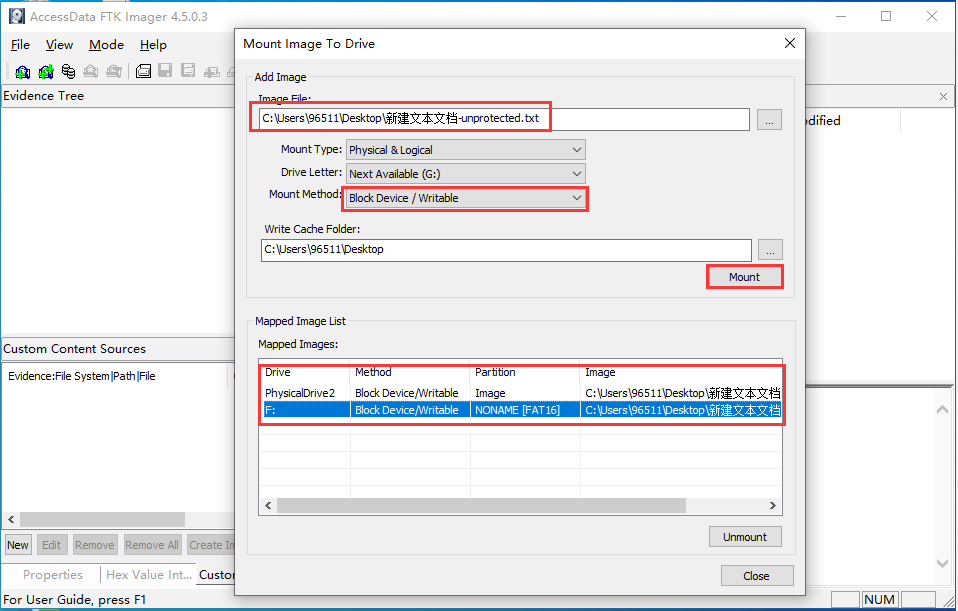 AccessData FTK Imager 4.5.0.3
File View Mode Help
Evidence Tree
odified
Custom Content Sources
Evidence:File System|Path|File
New Edit Remove Remove All Create Im
Properties Hex Value Int... Custor
For User Guide, press F1
NUM
Mount Image To Drive
Add Image
Image File:
C:\Users\96511\Desktop\新建文本文档-unprotected.txt
...
Mount Type: Physical & Logical
Drive Letter: Next Available (G:)
Mount Method: Block Device / Writable
Write Cache Folder:
C:\Users\96511\Desktop
...
Mount
Mapped Image List
Mapped Images:
Drive Method Partition Image
PhysicalDrive2 Block Device/Writable Image C:\Users\96511\Desktop\新建文本文档
F: Block Device/Writable NONAME [FAT16] C:\Users\96511\Desktop\新建文本文档
Unmount
Close